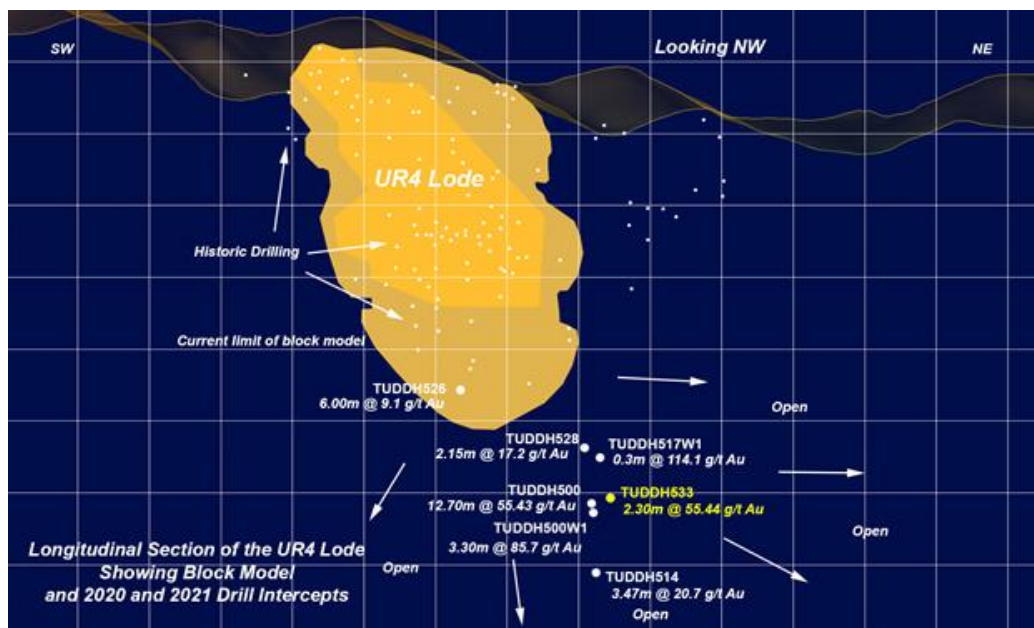 SW
Looking NW
NE
UR4 Lode
Historic Drilling
Current limit of block model
TUDDH526
6.00m @ 9.1 g/t Au
Open
TUDDH528
2.15m @ 17.2 g/t Au
TUDDH517W1
0.3m @ 114.1 g/t Au
TUDDH500
12.70m @ 55.43 g/t Au
TUDDH533
2.30m @ 55.44 g/t Au
TUDDH500W1
3.30m @ 85.7 g/t Au
Open
Longitudinal Section of the UR4 Lode
Showing Block Model
and 2020 and 2021 Drill Intercepts
Open
TUDDH514
3.47m @ 20.7 g/t Au
Open